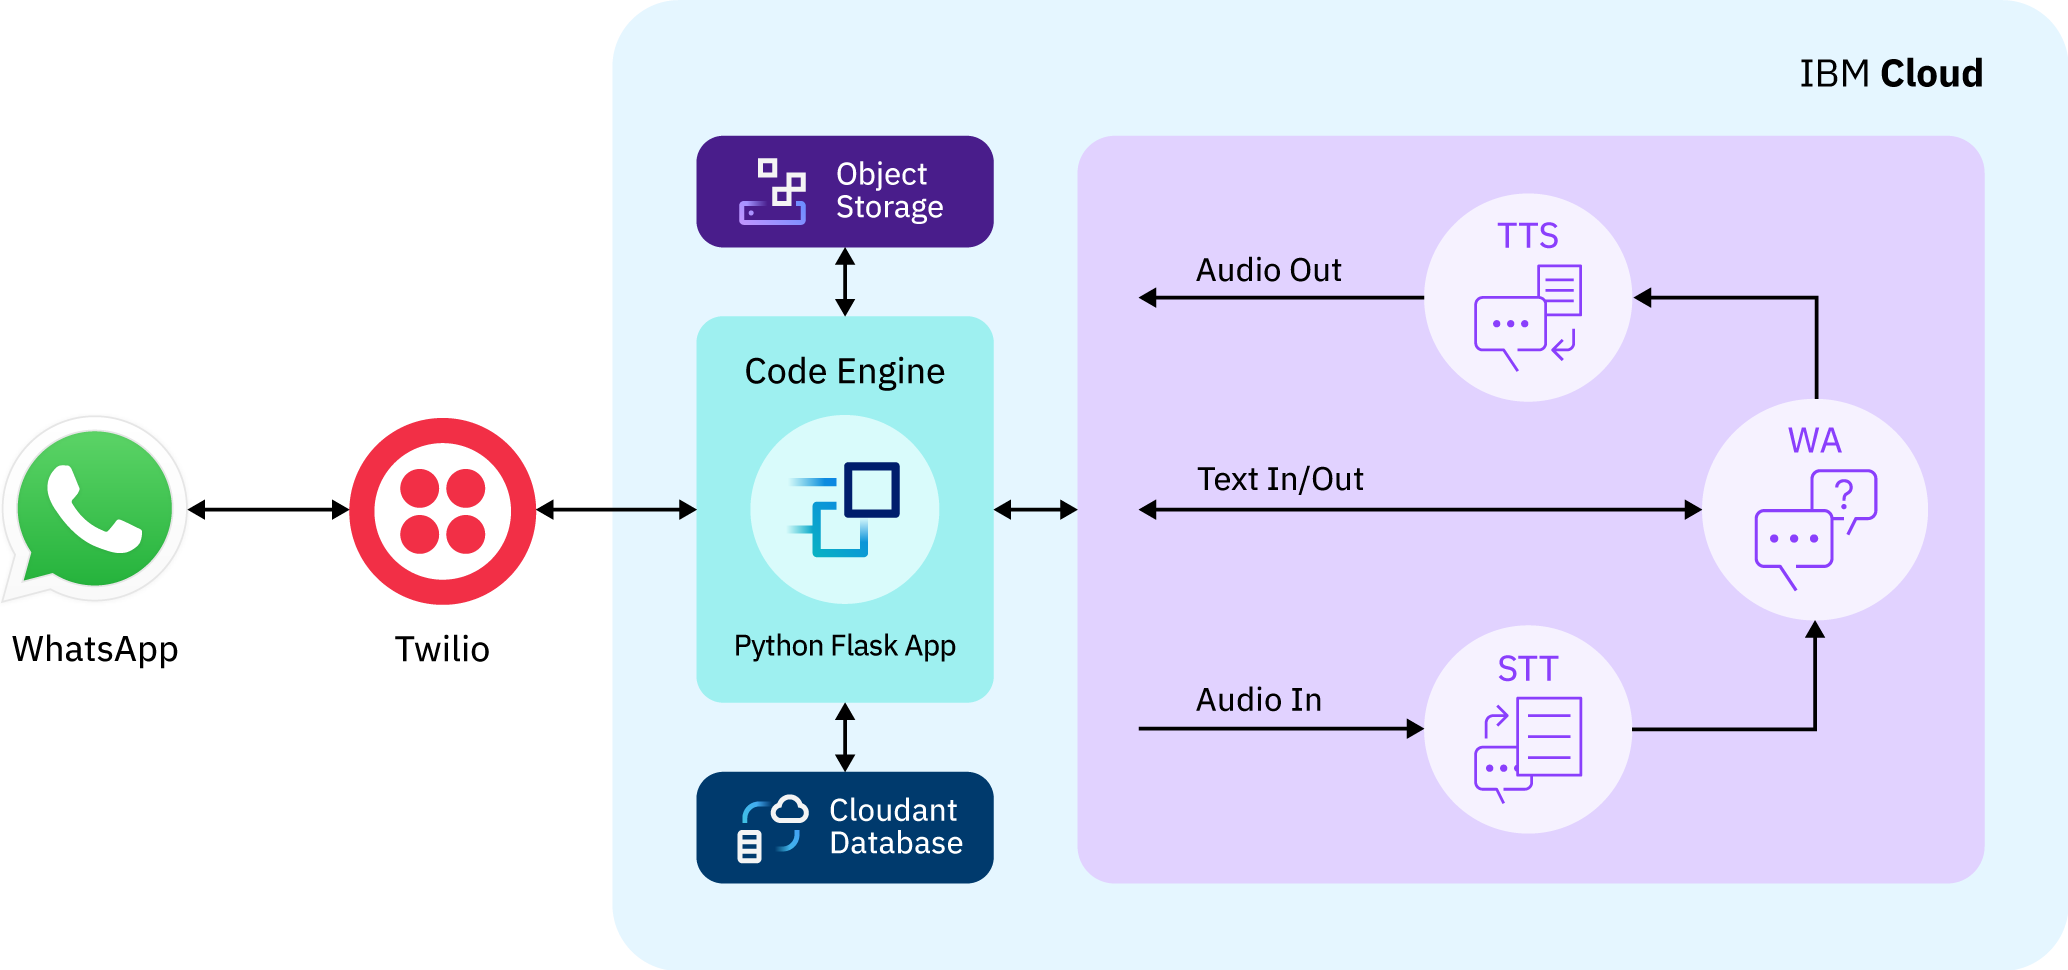 IBM Cloud
Object
Storage
Code Engine
Python Flask App
Cloudant
Database
WhatsApp
Twilio
TTS
Audio Out
WA
Text In/Out
STT
Audio In